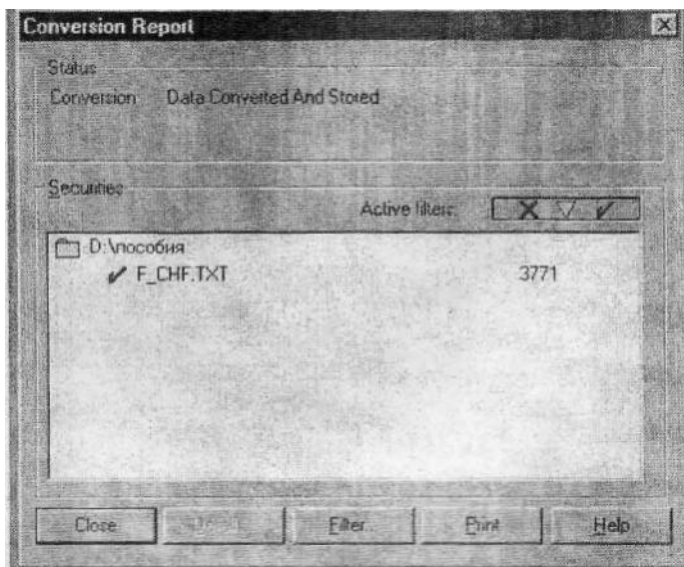 Conversion Report
Status
Conversion Data Converted And Stored
Securities
Active filters:
D:\пособия
F_CHF.TXT 3771
Close Filter... Print Help